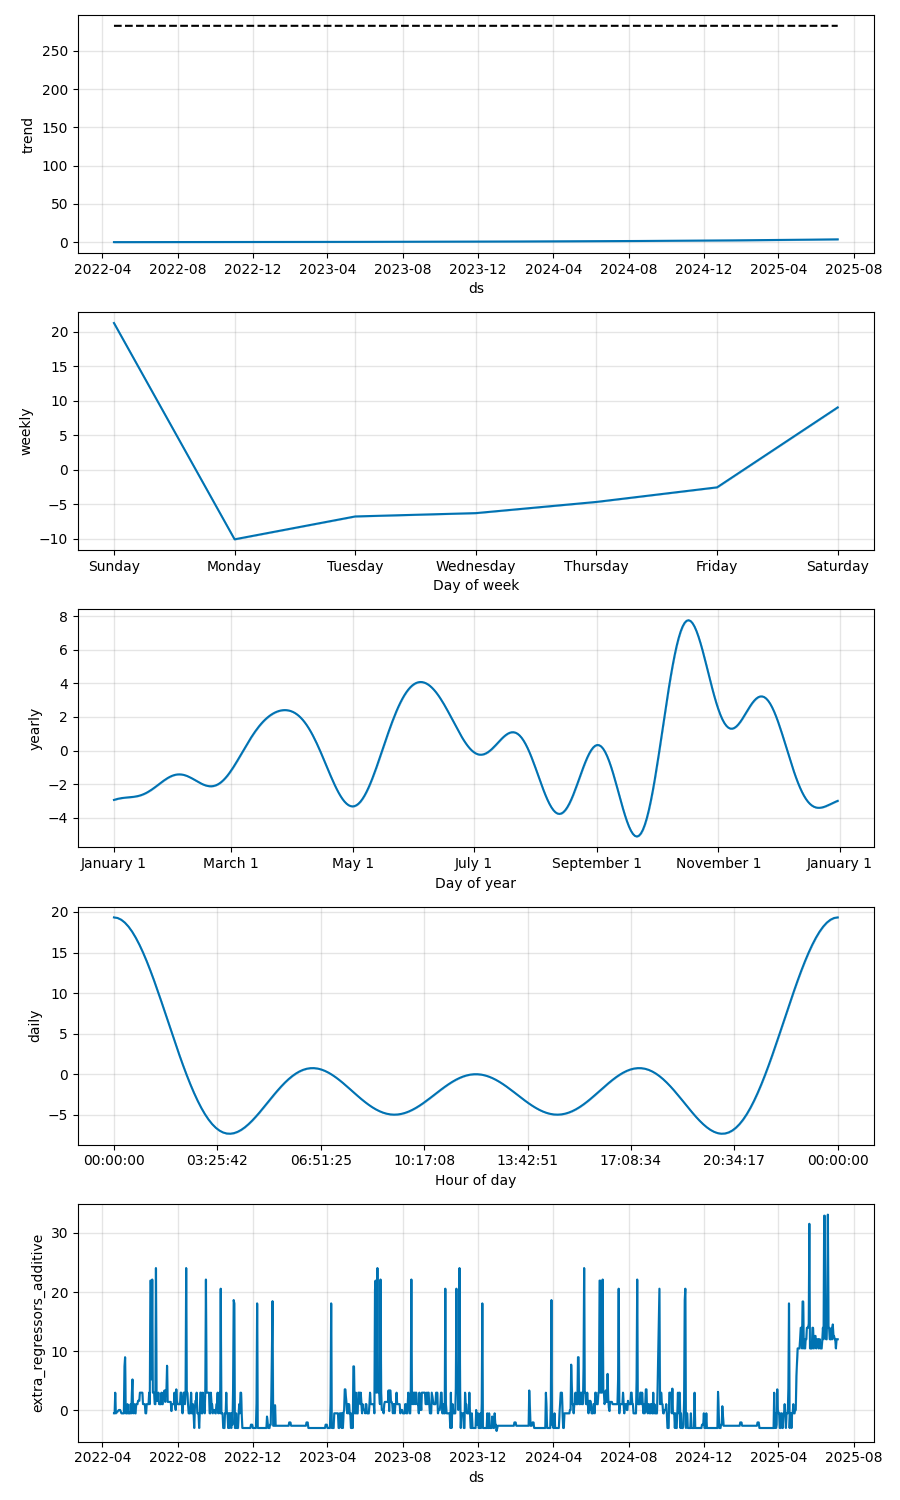 250
200
150
100
50
0
trend
2022-04 2022-08 2022-12 2023-04 2023-08 2023-12 2024-04 2024-08 2024-12 2025-04 2025-08
ds
20
15
10
5
0
−5
−10
weekly
Sunday Monday Tuesday Wednesday Thursday Friday Saturday
Day of week
8
6
4
2
0
−2
−4
yearly
January 1 March 1 May 1 July 1 September 1 November 1 January 1
Day of year
20
15
10
5
0
−5
daily
00:00:00 03:25:42 06:51:25 10:17:08 13:42:51 17:08:34 20:34:17 00:00:00
Hour of day
30
20
10
0
extra_regressors_additive
2022-04 2022-08 2022-12 2023-04 2023-08 2023-12 2024-04 2024-08 2024-12 2025-04 2025-08
ds